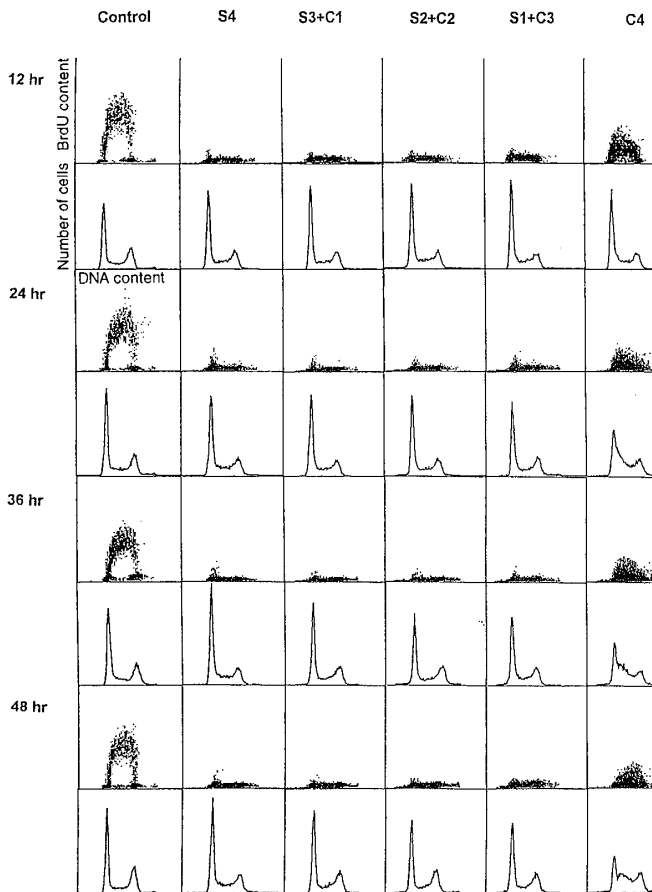 Control S4 S3+C1 S2+C2 S1+C3 C4
12 hr
BrdU content
Number of cells
DNA content
24 hr
36 hr
48 hr